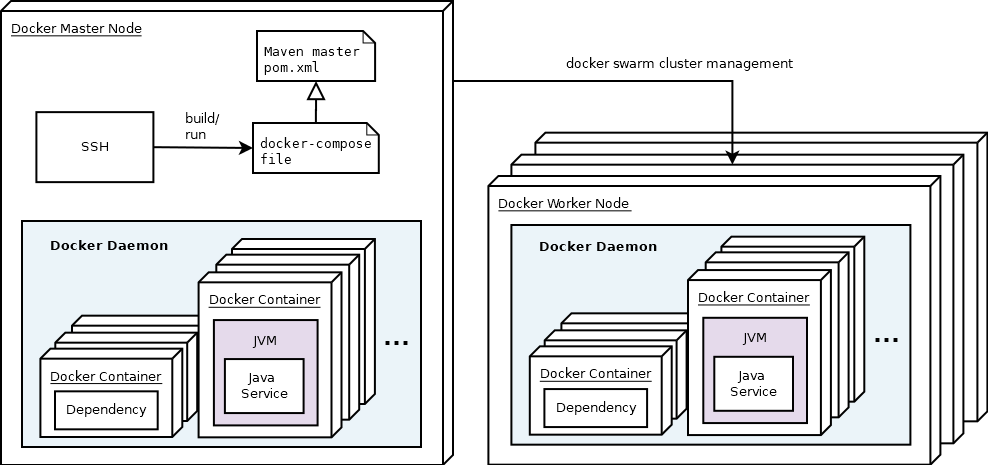 Docker Master Node
Maven master
pom.xml
build/
run
SSH
docker-compose
file
Docker Daemon
Docker Container
JVM
Java
Service
Docker Container
Dependency
...
docker swarm cluster management
Docker Worker Node
Docker Daemon
Docker Container
JVM
Java
Service
Docker Container
Dependency
...